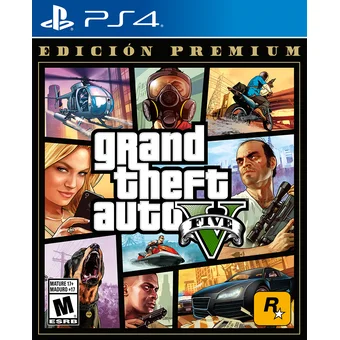 PS4
EDICIÓN PREMIUM
grand
theft
auto
V
FIVE
MATURE 17+
MADURO +17
M
ESRB
R